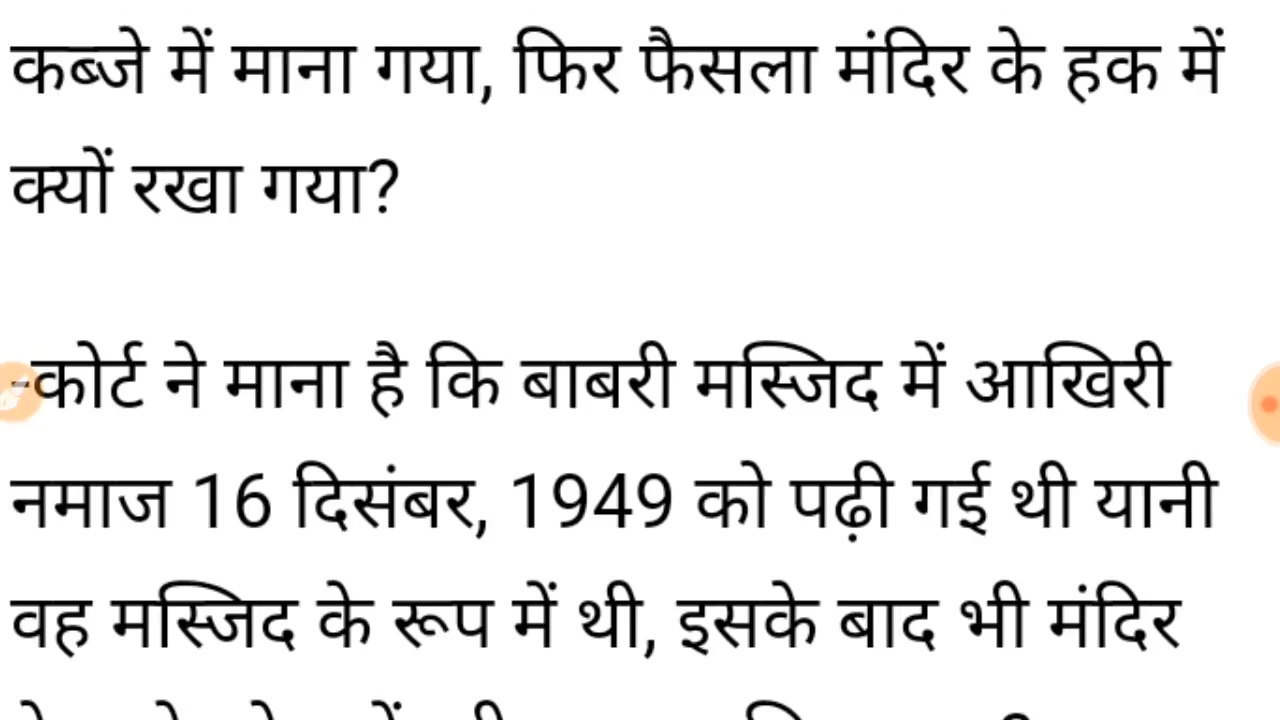 कब्जे में माना गया, फिर फैसला मंदिर के हक में
क्यों रखा गया?
-कोर्ट ने माना है कि बाबरी मस्जिद में आखिरी
नमाज 16 दिसंबर, 1949 को पढ़ी गई थी यानी
वह मस्जिद के रूप में थी, इसके बाद भी मंदिर